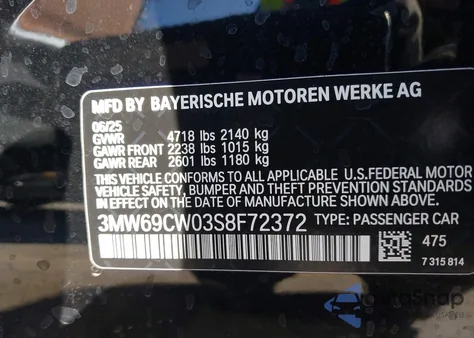 MFD BY BAYERISCHE MOTOREN WERKE AG
06/25
GVWR 4718 lbs 2140 kg
GAWR FRONT 2238 lbs 1015 kg
GAWR REAR 2601 lbs 1180 kg
THIS VEHICLE CONFORMS TO ALL APPLICABLE U.S.FEDERAL MOTOR
VEHICLE SAFETY, BUMPER AND THEFT PREVENTION STANDARDS
IN EFFECT ON THE DATE OF MANUFACTURE SHOWN ABOVE.
3MW69CW03S8F72372 TYPE: PASSENGER CAR
475
7 315 814